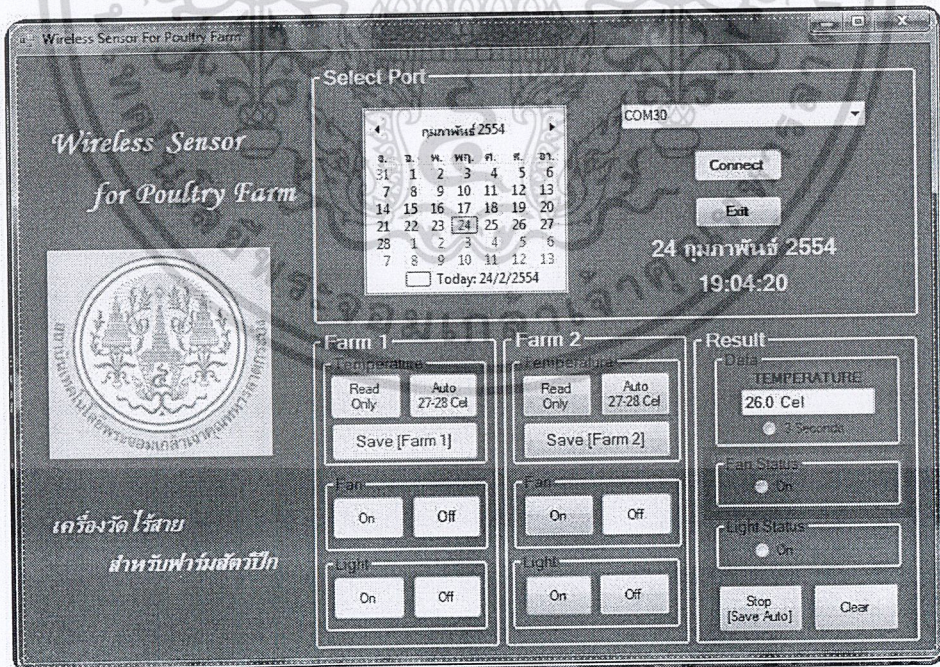 Wireless Sensor For Poultry Farm
Wireless Sensor
for Poultry Farm
เครื่องวัดไร้สาย
สำหรับฟาร์มสัตว์ปีก
Select Port
กุมภาพันธ์ 2554
อ. พ. พฤ. ศ. ส. อา.
31 1 2 3 4 5 6
7 8 9 10 11 12 13
14 15 16 17 18 19 20
21 22 23 24 25 26 27
28 1 2 3 4 5 6
7 8 9 10 11 12 13
Today: 24/2/2554
COM30
Connect
Exit
24 กุมภาพันธ์ 2554
19:04:20
Farm 1
Temperature
Read Only
Auto 27-28 Cel
Save [Farm 1]
Fan
On
Off
Light
On
Off
Farm 2
Temperature
Read Only
Auto 27-28 Cel
Save [Farm 2]
Fan
On
Off
Light
On
Off
Result
Data
TEMPERATURE
26.0 Cel
Seconds
Fan Status
On
Light Status
On
Stop [Save Auto]
Clear